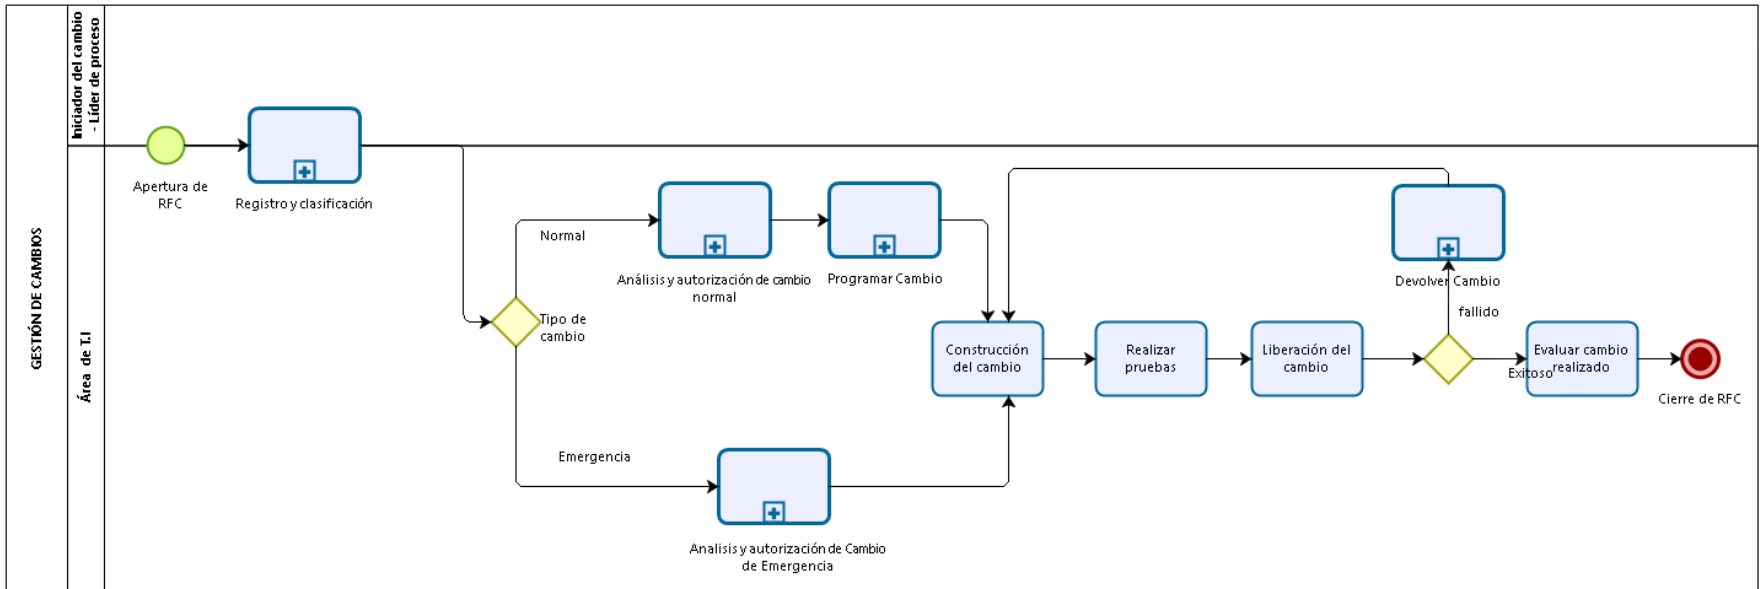 GESTIÓN DE CAMBIOS
Iniciador del cambio
- Líder de proceso
Área de T.I
Apertura de
RFC
Registro y clasificación
Tipo de
cambio
Normal
Análisis y autorización de cambio
normal
Programar Cambio
Emergencia
Analisis y autorización de Cambio
de Emergencia
Construcción
del cambio
Realizar
pruebas
Liberación del
cambio
Devolver Cambio
fallido
Exitoso
Evaluar cambio
realizado
Cierre de RFC